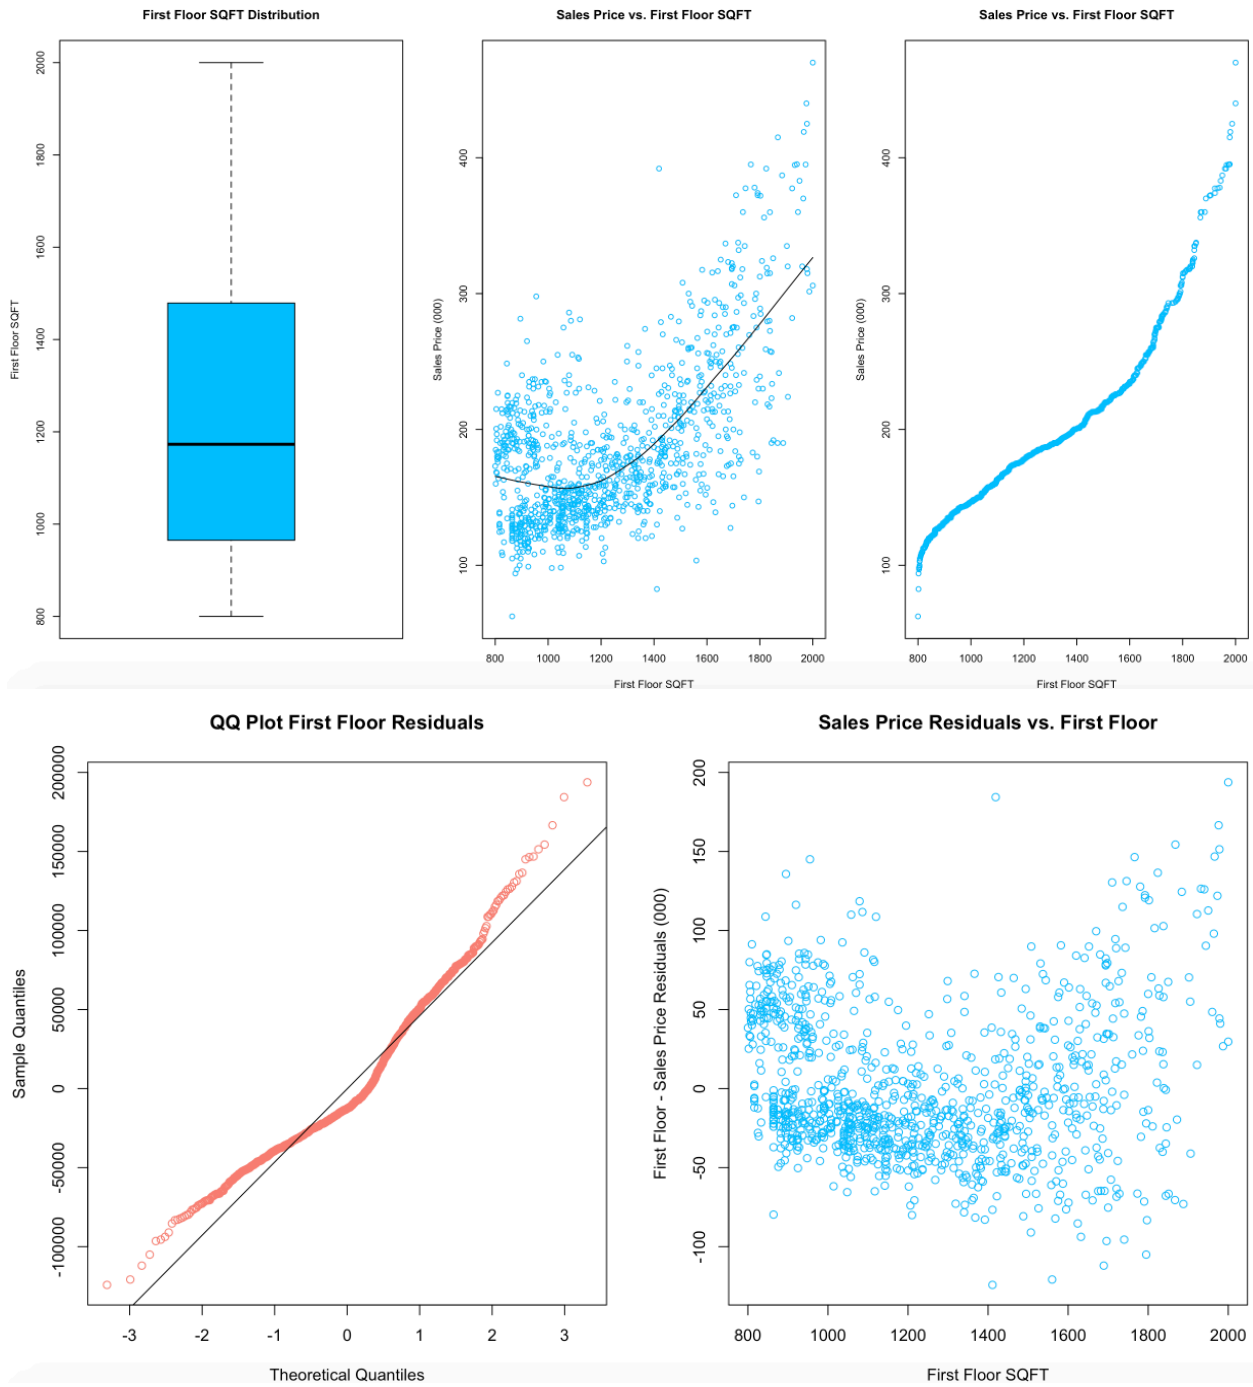 First Floor SQFT Distribution
First Floor SQFT
800
1000
1200
1400
1600
1800
2000
Sales Price vs. First Floor SQFT
Sales Price (000)
100
200
300
400
800 1000 1200 1400 1600 1800 2000
First Floor SQFT
Sales Price vs. First Floor SQFT
Sales Price (000)
100
200
300
400
800 1000 1200 1400 1600 1800 2000
First Floor SQFT
QQ Plot First Floor Residuals
Sample Quantiles
-100000
-50000
0
50000
100000
150000
200000
-3 -2 -1 0 1 2 3
Theoretical Quantiles
Sales Price Residuals vs. First Floor
First Floor - Sales Price Residuals (000)
-100
-50
0
50
100
150
200
800 1000 1200 1400 1600 1800 2000
First Floor SQFT